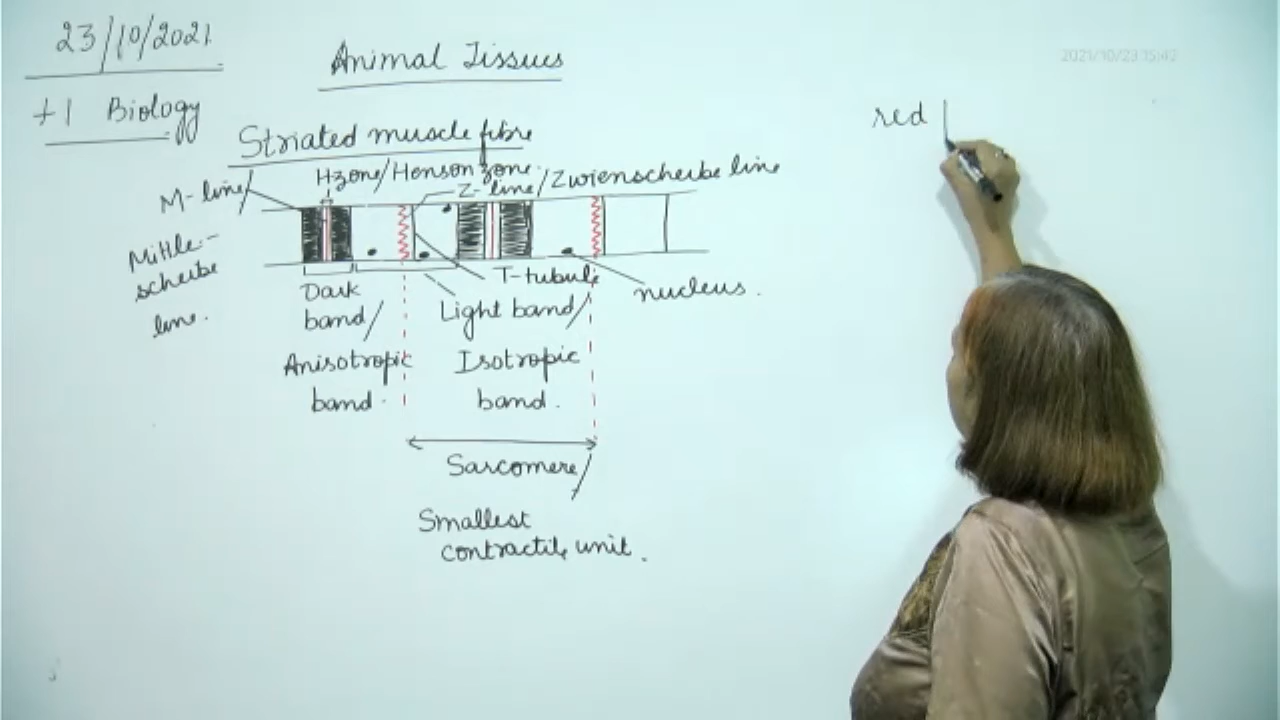 23/10/2021
Animal Tissues
2021/10/23 15:43
+1 Biology
red
Striated muscle fibre
H zone/Henson zone.
M-line/
Z-line/Zwienscheibe line
Mittle-
scheibe
line.
T-tubule
nucleus.
Dark
band/
Anisotropic
band.
Light band/
Isotropic
band.
Sarcomere/
Smallest
contractile unit.